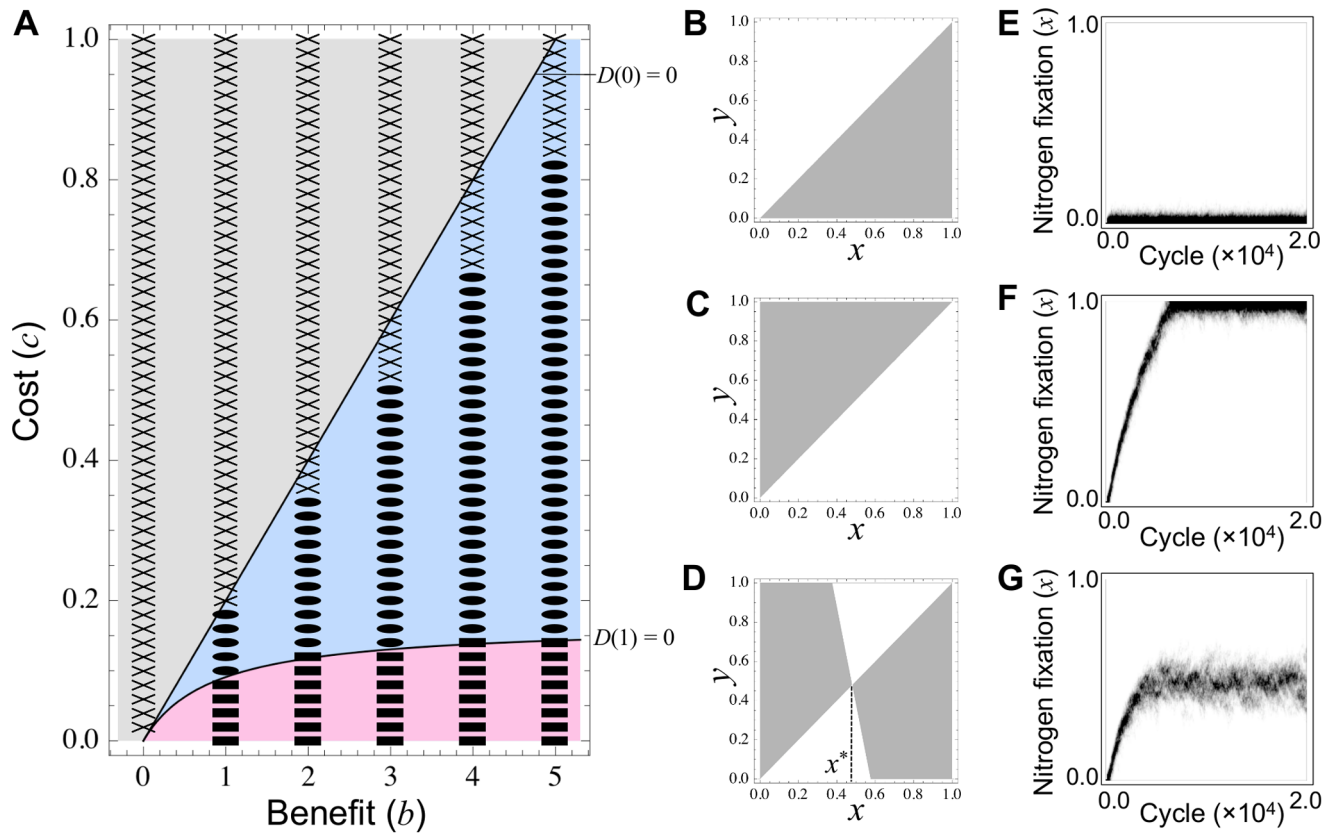 A
1.0
0.8
0.6
0.4
0.2
0.0
Cost (c)
0 1 2 3 4 5
Benefit (b)
D(0) = 0
D(1) = 0
B
1.0
0.8
0.6
0.4
0.2
0.0
y
0.0 0.2 0.4 0.6 0.8 1.0
x
C
1.0
0.8
0.6
0.4
0.2
0.0
y
0.0 0.2 0.4 0.6 0.8 1.0
x
D
1.0
0.8
0.6
0.4
0.2
0.0
y
x*
0.0 0.2 0.4 0.6 0.8 1.0
x
E
Nitrogen fixation (x)
1.0
0.0
0.0 2.0
Cycle (×10⁴)
F
Nitrogen fixation (x)
1.0
0.0
0.0 2.0
Cycle (×10⁴)
G
Nitrogen fixation (x)
1.0
0.0
0.0 2.0
Cycle (×10⁴)